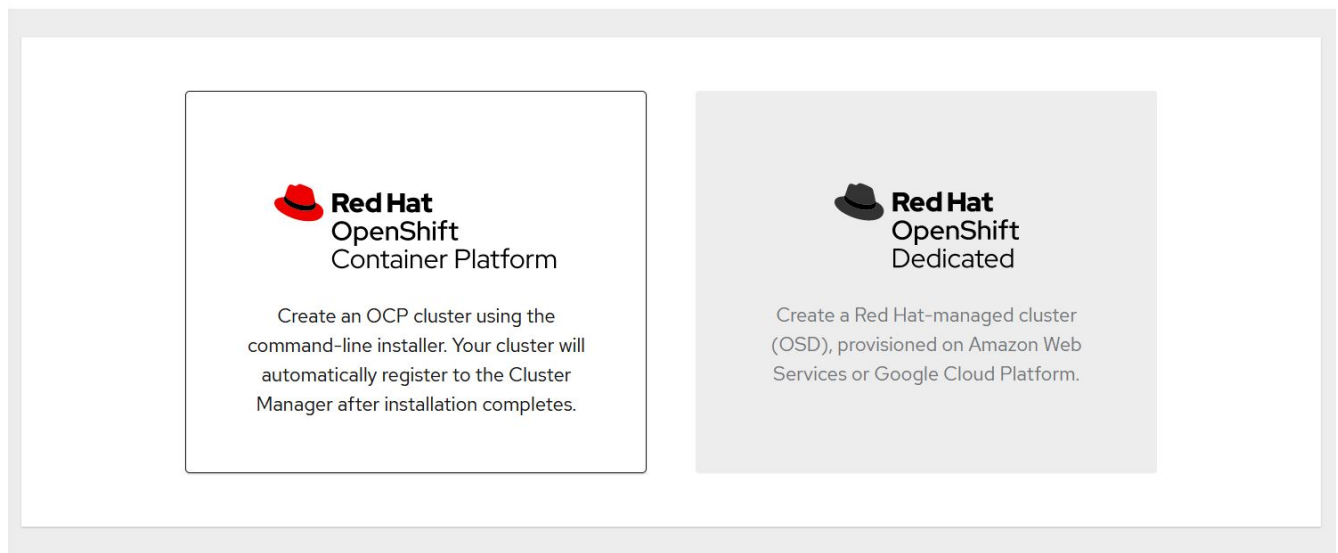 Red Hat
OpenShift
Container Platform
Create an OCP cluster using the
command-line installer. Your cluster will
automatically register to the Cluster
Manager after installation completes.
Red Hat
OpenShift
Dedicated
Create a Red Hat-managed cluster
(OSD), provisioned on Amazon Web
Services or Google Cloud Platform.